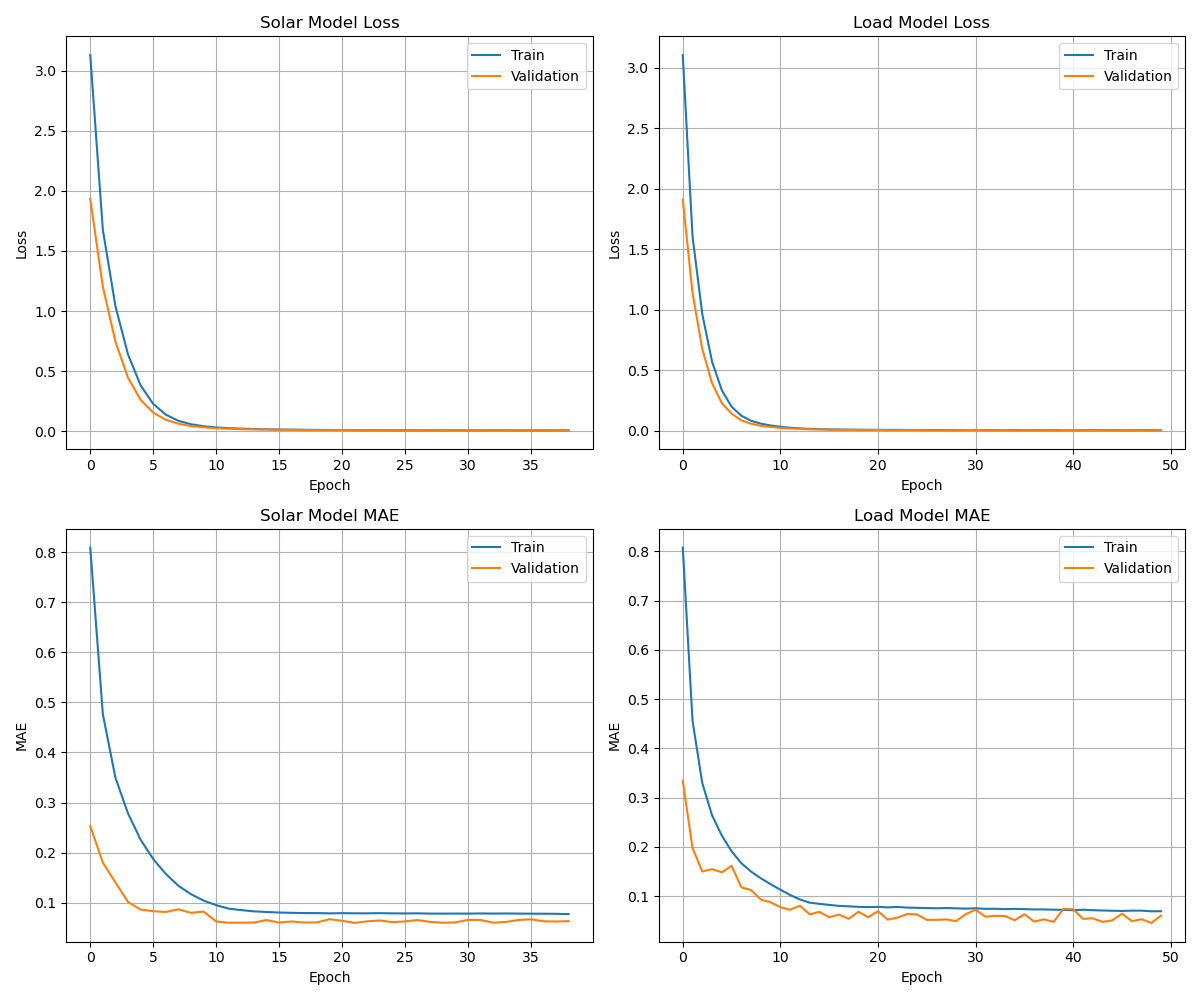 Solar Model Loss
3.0
2.5
2.0
1.5
1.0
0.5
0.0
Loss
Train
Validation
0 5 10 15 20 25 30 35
Epoch
Load Model Loss
3.0
2.5
2.0
1.5
1.0
0.5
0.0
Loss
Train
Validation
0 10 20 30 40 50
Epoch
Solar Model MAE
0.8
0.7
0.6
0.5
0.4
0.3
0.2
0.1
MAE
Train
Validation
0 5 10 15 20 25 30 35
Epoch
Load Model MAE
0.8
0.7
0.6
0.5
0.4
0.3
0.2
0.1
MAE
Train
Validation
0 10 20 30 40 50
Epoch